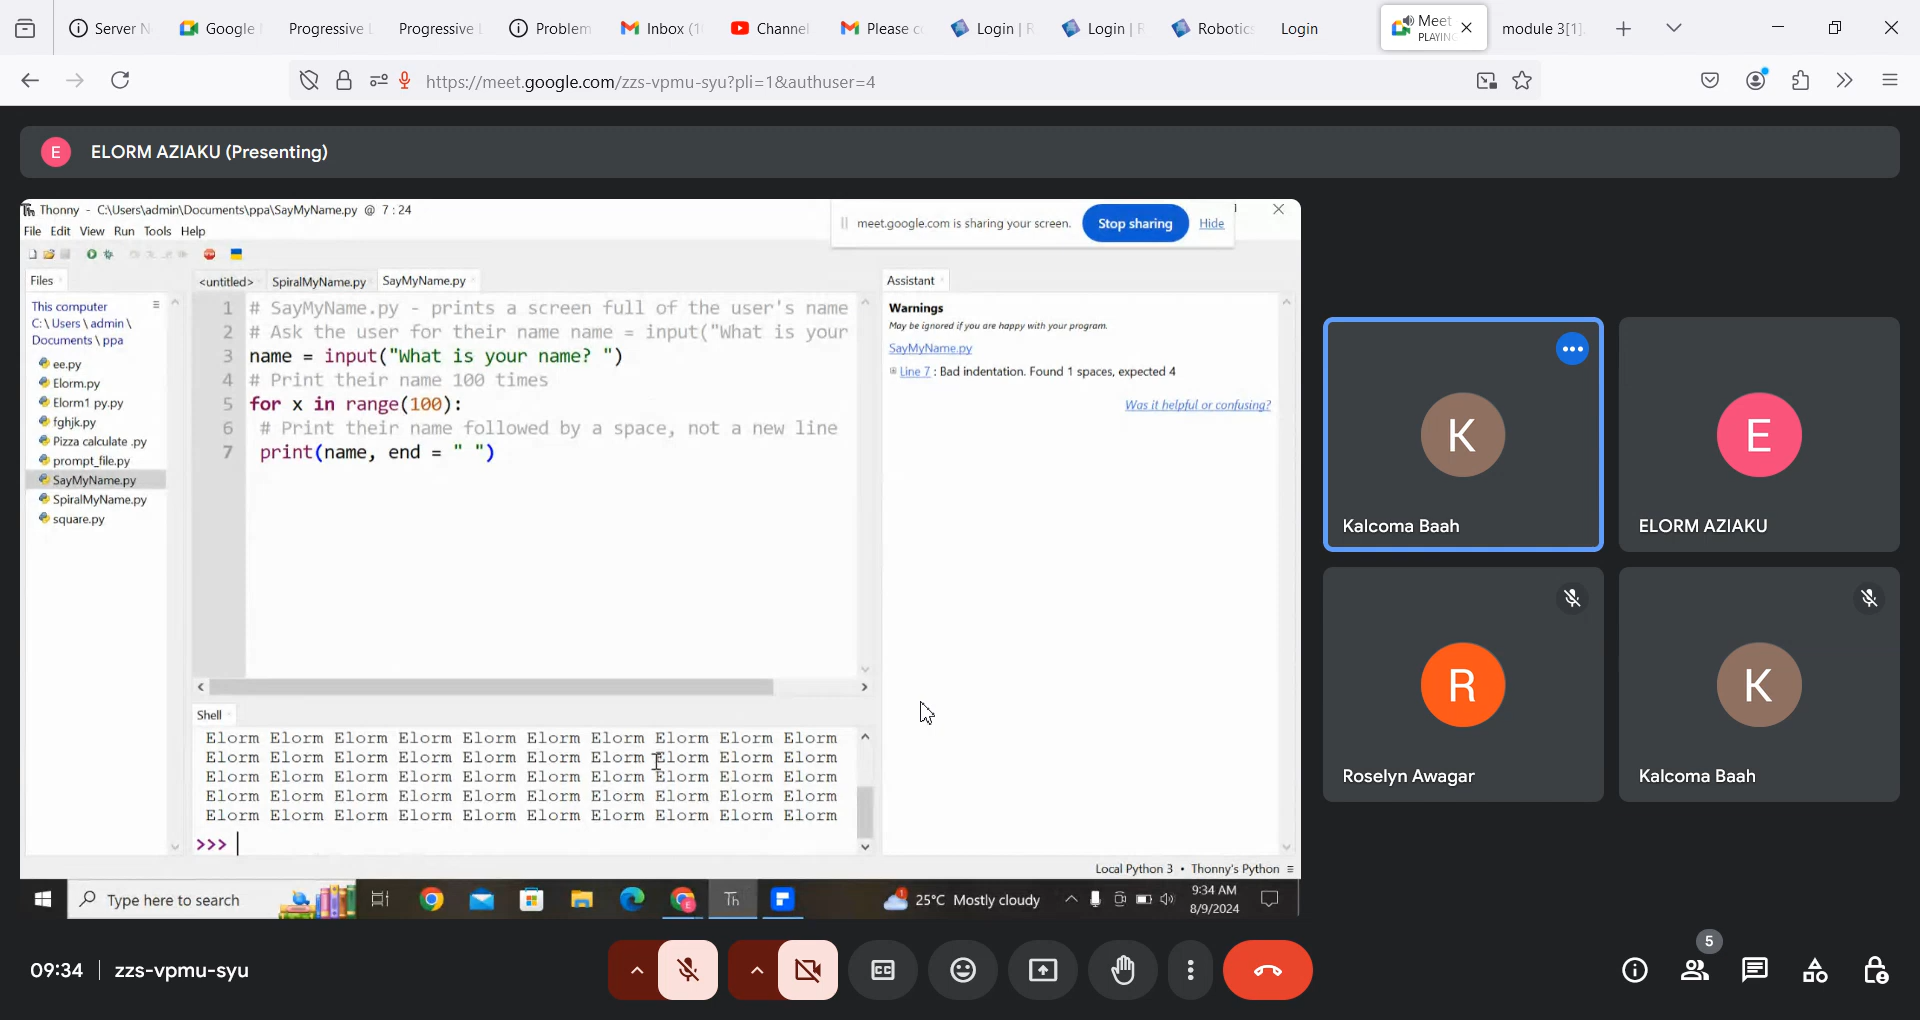 Server N
Google
Progressive
Progressive
Problem
Inbox (1
Channel
Please c
Login | R
Login | R
Robotic
Login
Meet
PLAYING
module 3[1].
https://meet.google.com/zzs-vpmu-syu?pli=1&authuser=4
E ELORM AZIAKU (Presenting)
Th Thonny - C:\Users\admin\Documents\ppa\SayMyName.py @ 7 : 24
meet.google.com is sharing your screen.
Stop sharing
Hide
File Edit View Run Tools Help
Files
This computer
C: \ Users \ admin \
Documents \ ppa
ee.py
Elorm.py
Elorm1 py.py
fghjk.py
Pizza calculate .py
prompt_file.py
SayMyName.py
SpiralMyName.py
square.py
<untitled> SpiralMyName.py SayMyName.py
1 # SayMyName.py - prints a screen full of the user's name
2 # Ask the user for their name name = input("What is your
3 name = input("What is your name? ")
4 # Print their name 100 times
5 for x in range(100):
6 # Print their name followed by a space, not a new line
7 print(name, end = " ")
Shell
Elorm Elorm Elorm Elorm Elorm Elorm Elorm Elorm Elorm Elorm
Elorm Elorm Elorm Elorm Elorm Elorm Elorm Elorm Elorm Elorm
Elorm Elorm Elorm Elorm Elorm Elorm Elorm Elorm Elorm Elorm
Elorm Elorm Elorm Elorm Elorm Elorm Elorm Elorm Elorm Elorm
Elorm Elorm Elorm Elorm Elorm Elorm Elorm Elorm Elorm Elorm
>>>
Assistant
Warnings
May be ignored if you are happy with your program.
SayMyName.py
Line 7 : Bad indentation. Found 1 spaces, expected 4
Was it helpful or confusing?
Local Python 3 • Thonny's Python
Type here to search
Th
1
25°C Mostly cloudy
9:34 AM
8/9/2024
K
Kalcoma Baah
E
ELORM AZIAKU
R
Roselyn Awagar
K
Kalcoma Baah
09:34 | zzs-vpmu-syu
CC
5